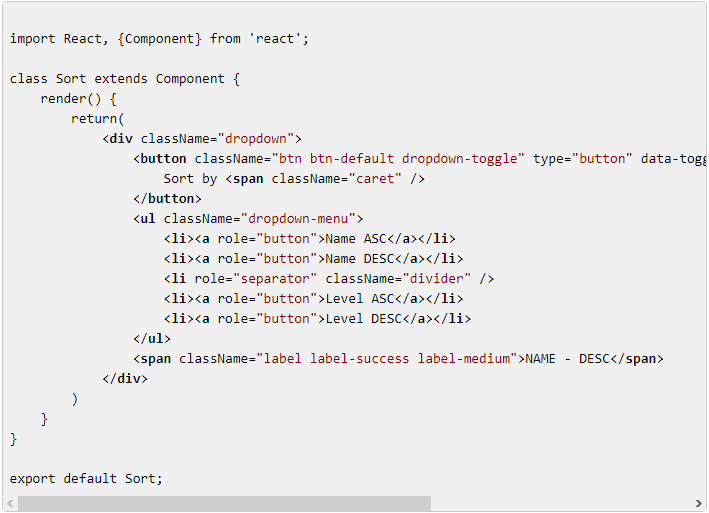 import React, {Component} from 'react';
class Sort extends Component {
    render() {
        return(
            <div className="dropdown">
                <button className="btn btn-default dropdown-toggle" type="button" data-togg
                    Sort by <span className="caret" />
                </button>
                <ul className="dropdown-menu">
                    <li><a role="button">Name ASC</a></li>
                    <li><a role="button">Name DESC</a></li>
                    <li role="separator" className="divider" />
                    <li><a role="button">Level ASC</a></li>
                    <li><a role="button">Level DESC</a></li>
                </ul>
                <span className="label label-success label-medium">NAME - DESC</span>
            </div>
        )
    }
}
export default Sort;